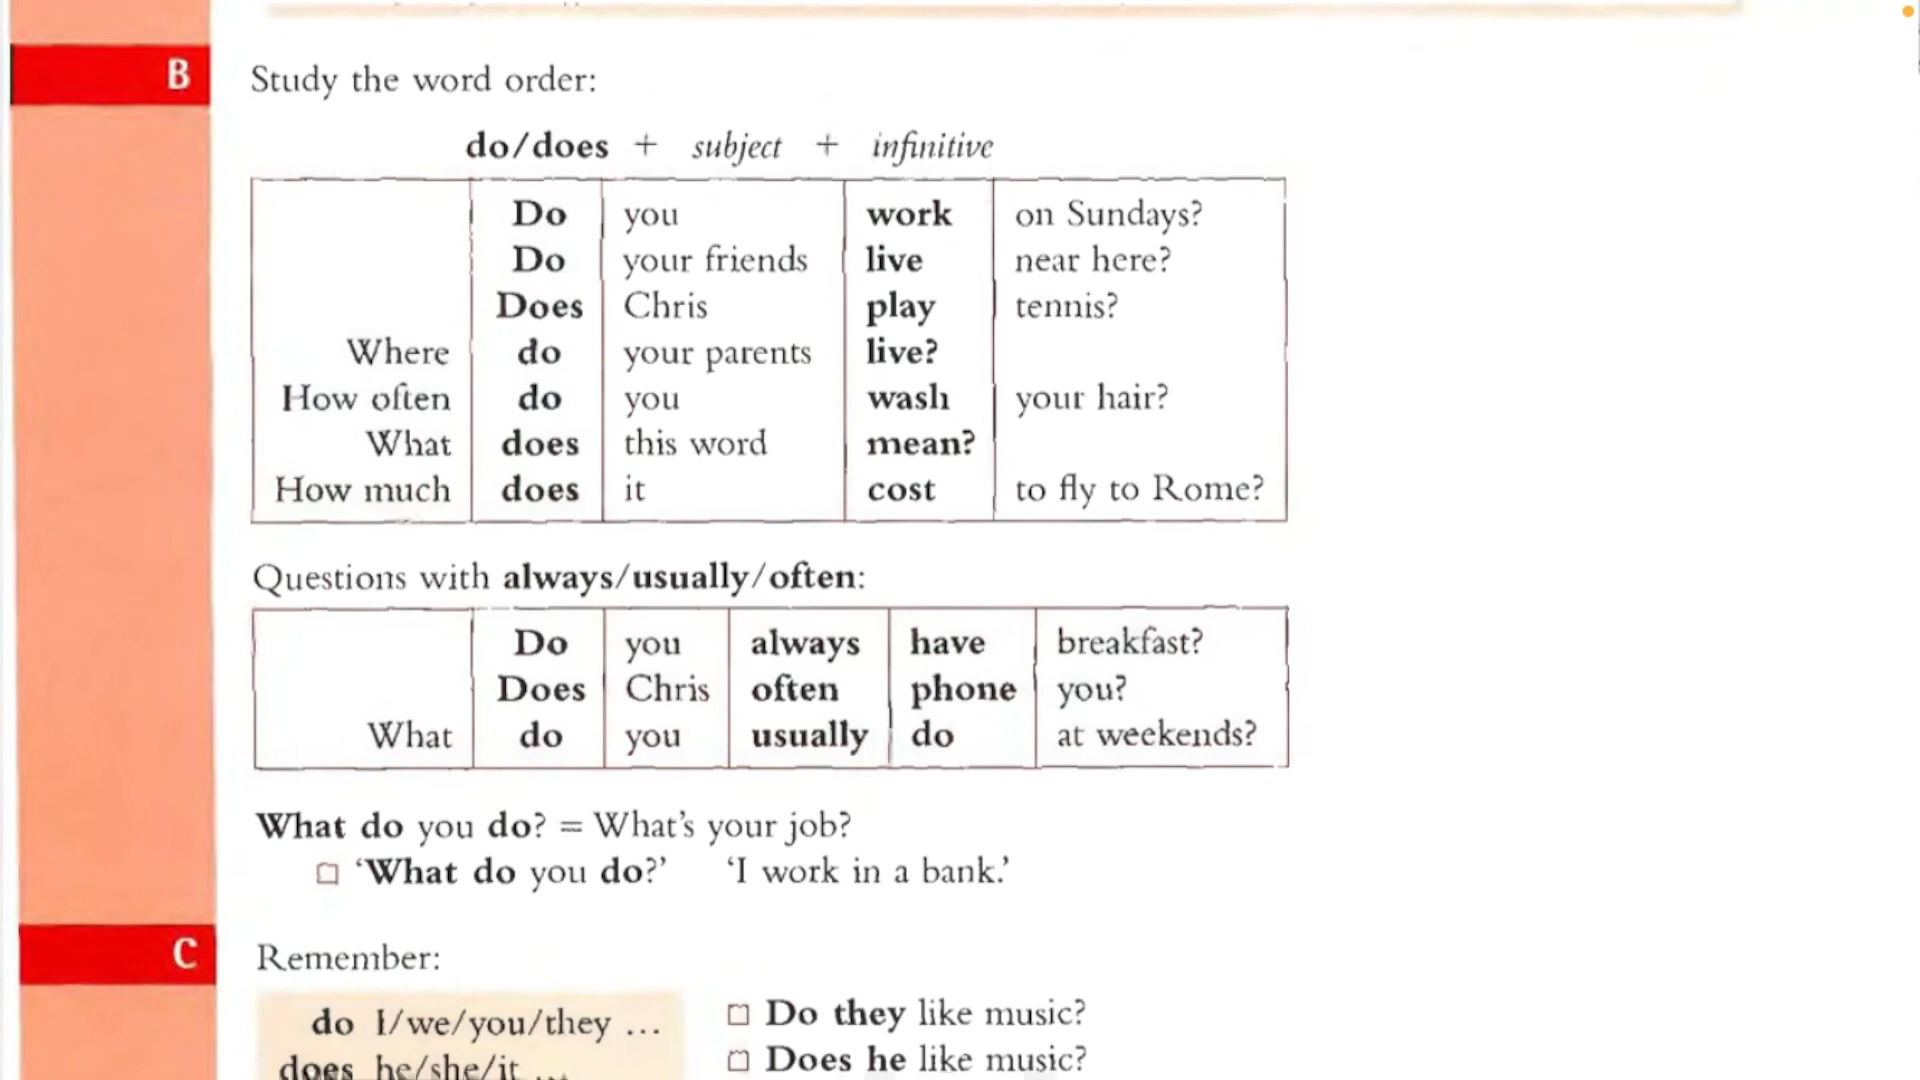 B
Study the word order:
do/does + subject + infinitive
Do you work on Sundays?
Do your friends live near here?
Does Chris play tennis?
Where do your parents live?
How often do you wash your hair?
What does this word mean?
How much does it cost to fly to Rome?
Questions with always/usually/often:
Do you always have breakfast?
Does Chris often phone you?
What do you usually do at weekends?
What do you do? = What's your job?
‘What do you do?’ ‘I work in a bank.’
C
Remember:
do I/we/you/they ...
does he/she/it ...
Do they like music?
Does he like music?